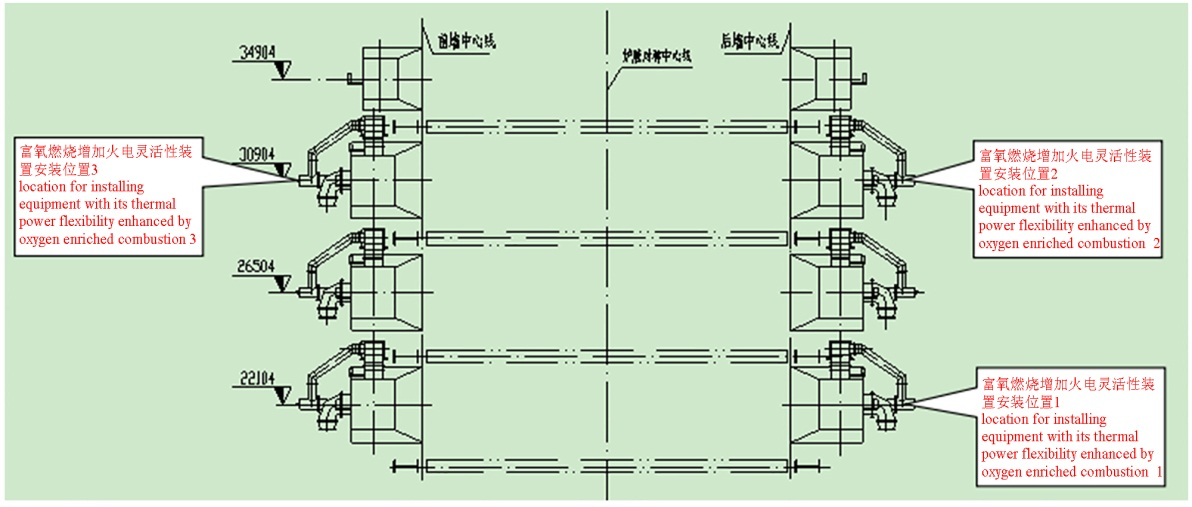 前墙中心线
后墙中心线
炉膛对称中心线
34904
30904
26504
22104
富氧燃烧增加火电灵活性装
置安装位置3
location for installing
equipment with its thermal
power flexibility enhanced by
oxygen enriched combustion 3
富氧燃烧增加火电灵活性装
置安装位置2
location for installing
equipment with its thermal
power flexibility enhanced by
oxygen enriched combustion 2
富氧燃烧增加火电灵活性装
置安装位置1
location for installing
equipment with its thermal
power flexibility enhanced by
oxygen enriched combustion 1